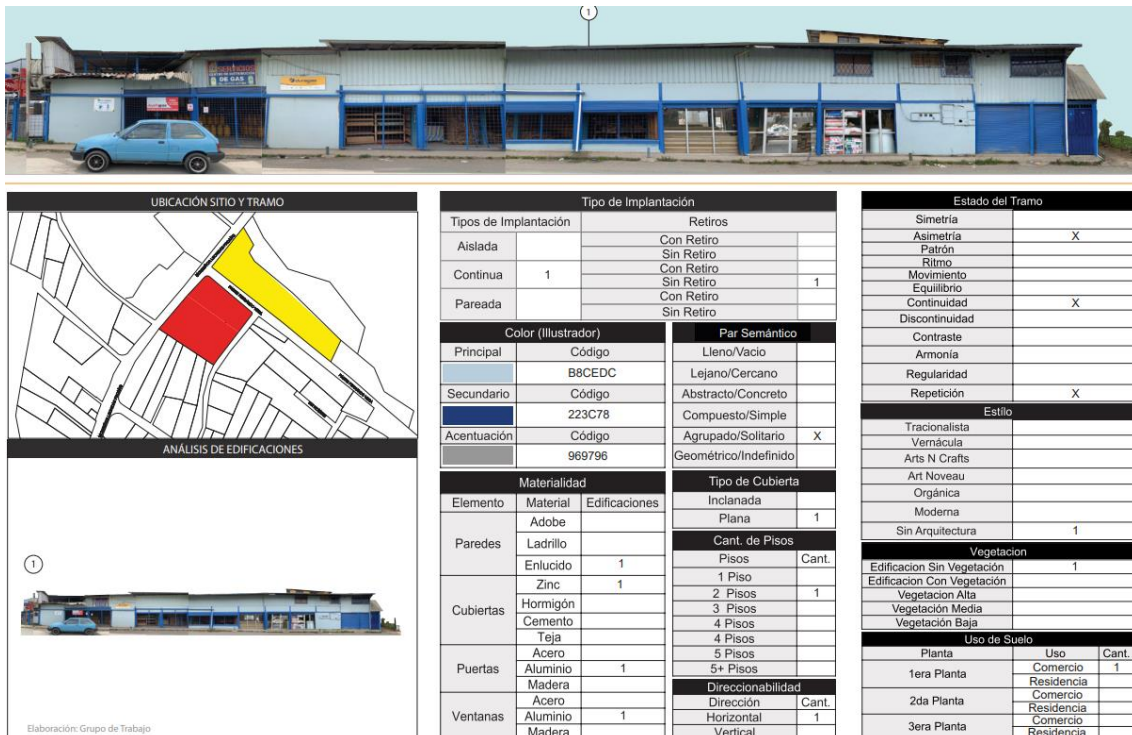 1
SERVICIOS
DE GAS
UBICACIÓN SITIO Y TRAMO
ANÁLISIS DE EDIFICACIONES
1
Elaboración: Grupo de Trabajo
Tipo de Implantación
Tipos de Implantación Retiros
Aislada Con Retiro
Sin Retiro
Continua 1 Con Retiro
Sin Retiro 1
Pareada Con Retiro
Sin Retiro
Color (Illustrador)
Principal Código
B8CEDC
Secundario Código
223C78
Acentuación Código
969796
Materialidad
Elemento Material Edificaciones
Paredes Adobe
Ladrillo
Enlucido 1
Cubiertas Zinc 1
Hormigón
Cemento
Teja
Puertas Acero
Aluminio 1
Madera
Ventanas Acero
Aluminio 1
Madera
Par Semántico
Lleno/Vacio
Lejano/Cercano
Abstracto/Concreto
Compuesto/Simple
Agrupado/Solitario X
Geométrico/Indefinido
Tipo de Cubierta
Inclanada
Plana 1
Cant. de Pisos
Pisos Cant.
1 Piso
2 Pisos 1
3 Pisos
4 Pisos
4 Pisos
5 Pisos
5+ Pisos
Direccionabilidad
Dirección Cant.
Horizontal 1
Vertical
Estado del Tramo
Simetría
Asimetría X
Patrón
Ritmo
Movimiento
Equiilibrio
Continuidad X
Discontinuidad
Contraste
Armonía
Regularidad
Repetición X
Estílo
Tracionalista
Vernácula
Arts N Crafts
Art Noveau
Orgánica
Moderna
Sin Arquitectura 1
Vegetacion
Edificacion Sin Vegetación 1
Edificacion Con Vegetación
Vegetacion Alta
Vegetación Media
Vegetación Baja
Uso de Suelo
Planta Uso Cant.
1era Planta Comercio 1
Residencia
2da Planta Comercio
Residencia
3era Planta Comercio
Residencia